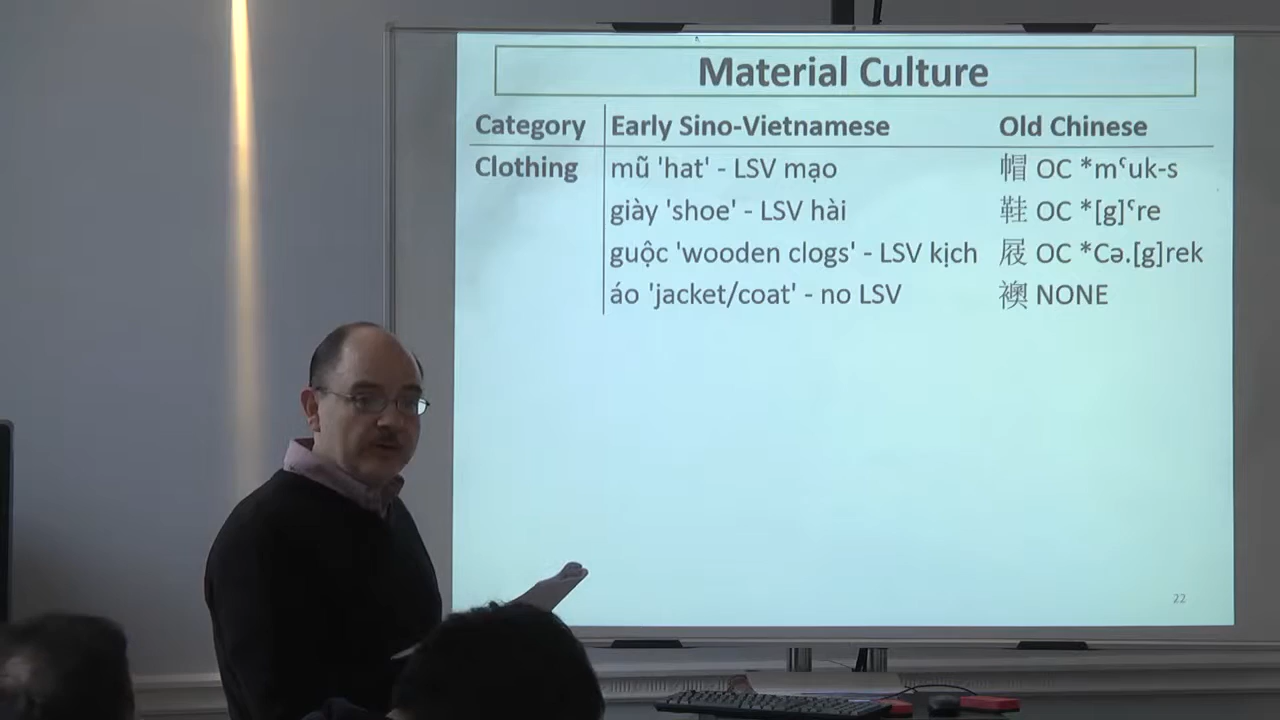 Material Culture
Category Early Sino-Vietnamese Old Chinese
Clothing mũ 'hat' - LSV mạo 帽 OC *mˤuk-s
giày 'shoe' - LSV hài 鞋 OC *[g]ˤre
guộc 'wooden clogs' - LSV kịch 屐 OC *Cə.[g]rek
áo 'jacket/coat' - no LSV 襖 NONE
22